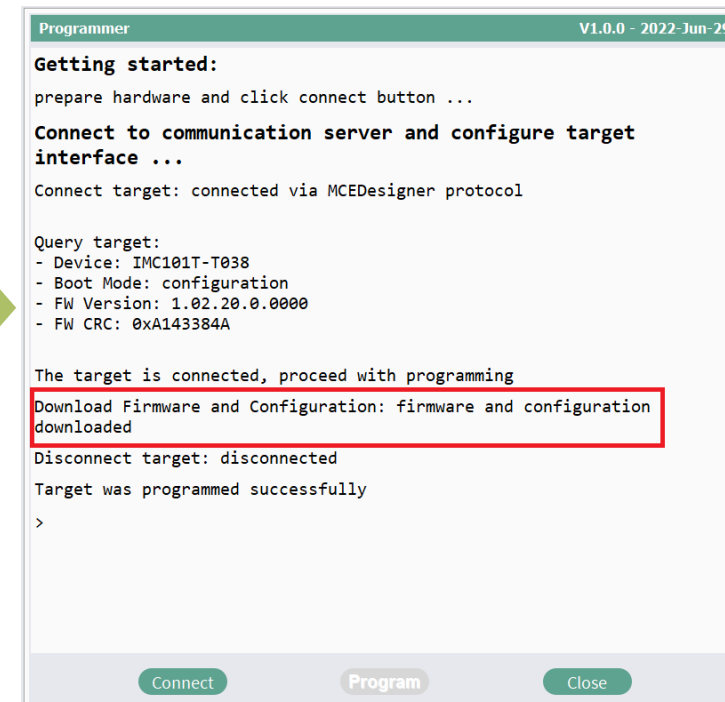 Programmer V1.0.0 - 2022-Jun-29
Getting started:
prepare hardware and click connect button ...
Connect to communication server and configure target
interface ...
Connect target: connected via MCEDesigner protocol
Query target:
- Device: IMC101T-T038
- Boot Mode: configuration
- FW Version: 1.02.20.0.0000
- FW CRC: 0xA143384A
The target is connected, proceed with programming
Download Firmware and Configuration: firmware and configuration
downloaded
Disconnect target: disconnected
Target was programmed successfully
>
Connect Program Close